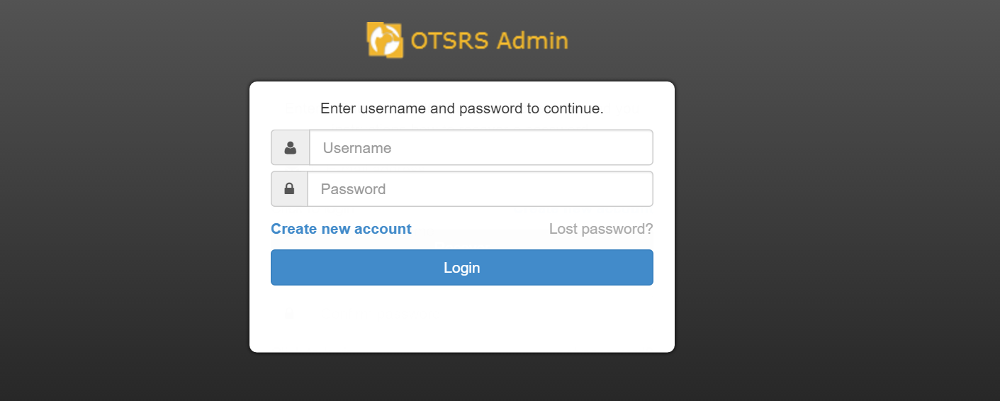 OTSRS Admin
Enter username and password to continue.
Username
Password
Create new account Lost password?
Login